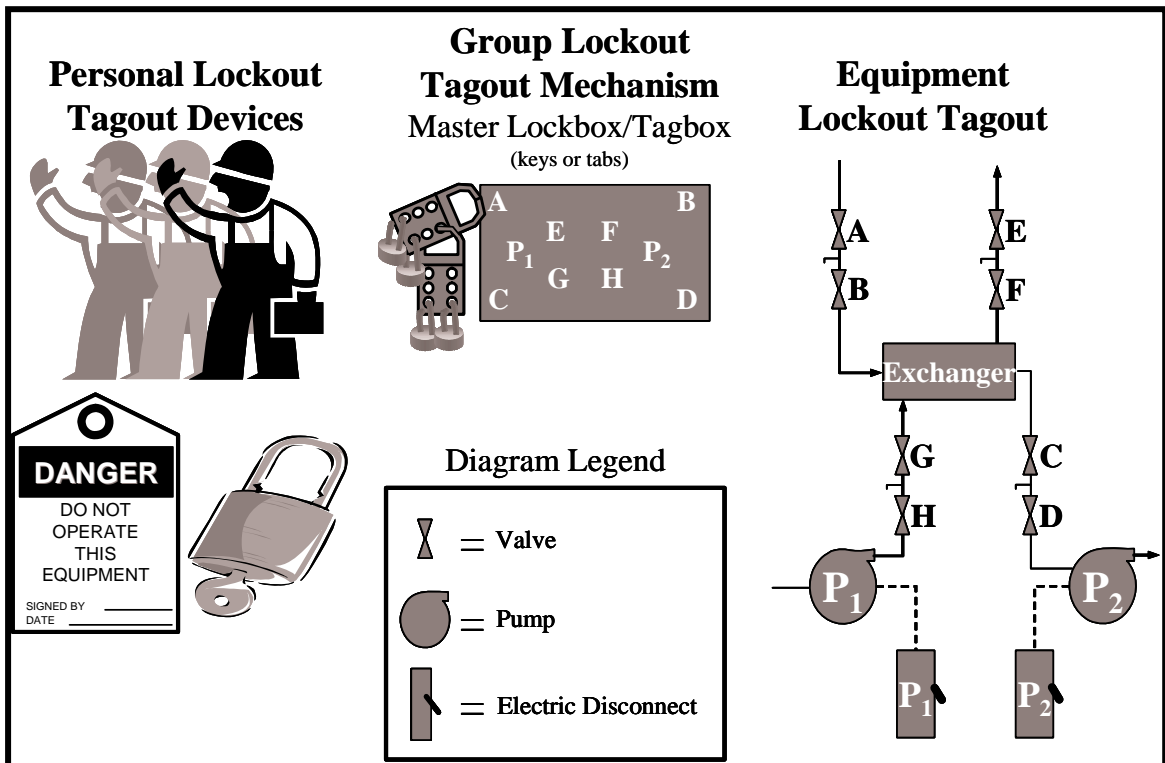 Personal Lockout
Tagout Devices
Group Lockout
Tagout Mechanism
Master Lockbox/Tagbox
(keys or tabs)
A B
E F
P1 P2
G H
C D
Equipment
Lockout Tagout
A E
B F
Exchanger
G C
H D
P1 P2
P1 P2
DANGER
DO NOT
OPERATE
THIS
EQUIPMENT
SIGNED BY
DATE
Diagram Legend
= Valve
= Pump
= Electric Disconnect